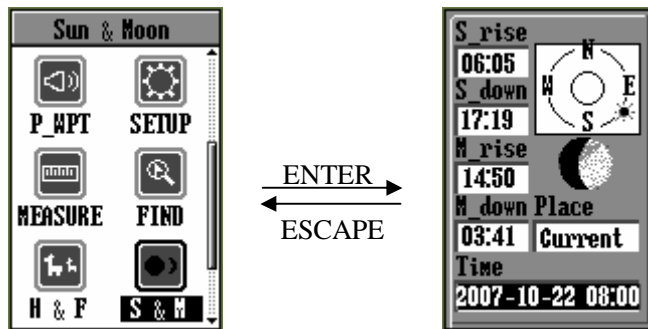 Sun & Moon
P_WPT SETUP
MEASURE FIND
H & F S & M
ENTER
ESCAPE
S_rise
06:05
S_down
17:19
M_rise
14:50
M_down Place
03:41 Current
Time
2007-10-22 08:00
N
W E
S